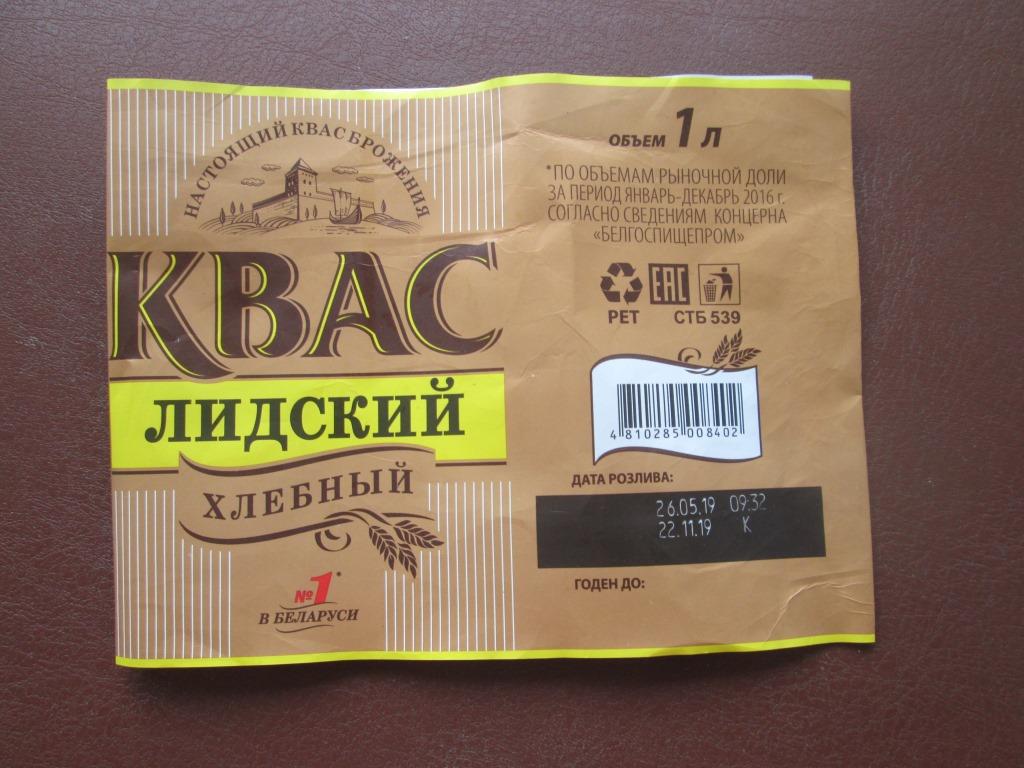 НАСТОЯЩИЙ КВАС БРОЖЕНИЯ
КВАС
ЛИДСКИЙ
ХЛЕБНЫЙ
№1*
В БЕЛАРУСИ
ОБЪЕМ 1 л
*ПО ОБЪЕМАМ РЫНОЧНОЙ ДОЛИ
ЗА ПЕРИОД ЯНВАРЬ-ДЕКАБРЬ 2016 г.
СОГЛАСНО СВЕДЕНИЯМ КОНЦЕРНА
«БЕЛГОСПИЩЕПРОМ»
EAC
PET СТБ 539
4 810285 008402
ДАТА РОЗЛИВА:
26.05.19 09:32
22.11.19 К
ГОДЕН ДО: